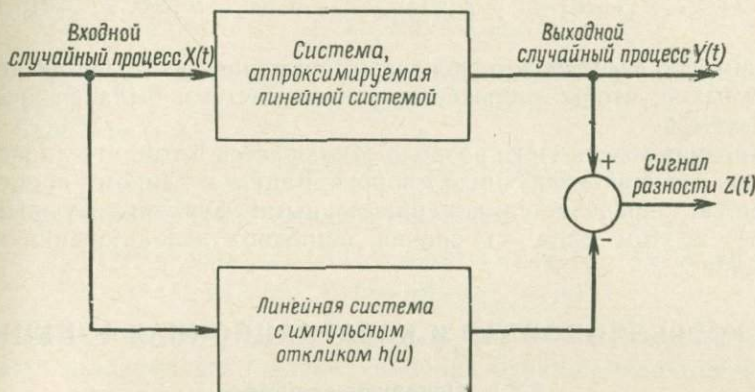 Входной
случайный процесс X(t)
Система,
аппроксимируемая
линейной системой
Выходной
случайный процесс Y(t)
+
Сигнал
разности Z(t)
−
Линейная система
с импульсным
откликом h(u)